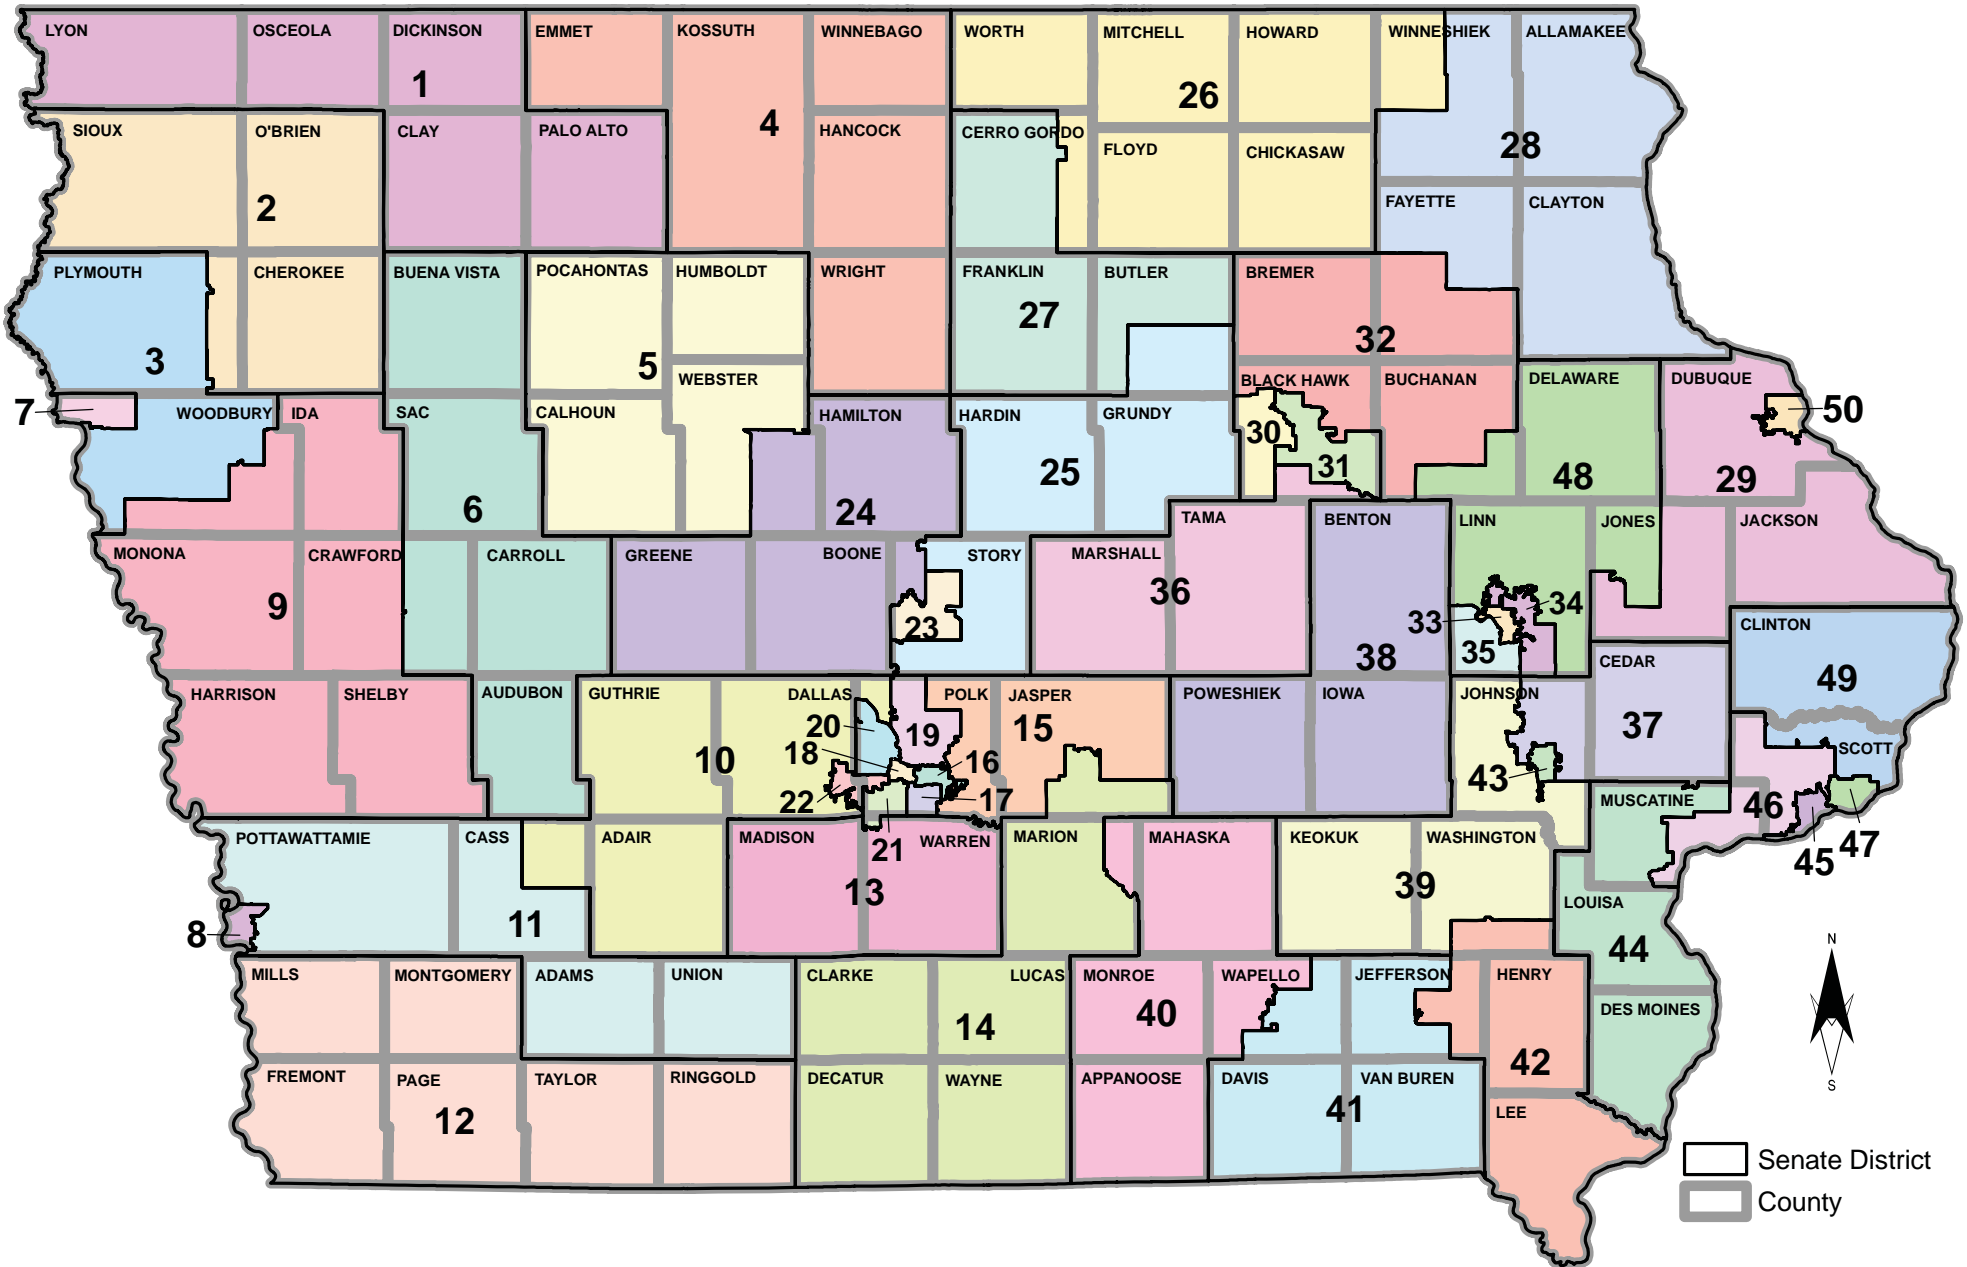 LYON OSCEOLA DICKINSON EMMET KOSSUTH WINNEBAGO WORTH MITCHELL HOWARD WINNESHIEK ALLAMAKEE
1
26
4
SIOUX O'BRIEN CLAY PALO ALTO HANCOCK CERRO GORDO FLOYD CHICKASAW
28
2
FAYETTE CLAYTON
PLYMOUTH CHEROKEE BUENA VISTA POCAHONTAS HUMBOLDT WRIGHT FRANKLIN BUTLER BREMER
27
32
3
5
WEBSTER BLACK HAWK BUCHANAN DELAWARE DUBUQUE
7
WOODBURY IDA SAC CALHOUN HAMILTON HARDIN GRUNDY
50
30
31
25
48
29
6
24
TAMA BENTON LINN JONES JACKSON
MONONA CRAWFORD CARROLL GREENE BOONE STORY MARSHALL
9
36
34
33
23
35
38
CLINTON
CEDAR
49
HARRISON SHELBY AUDUBON GUTHRIE DALLAS POLK JASPER POWESHIEK IOWA JOHNSON
20
19
15
37
18
10
16
SCOTT
43
22
17
MUSCATINE
46
POTTAWATTAMIE CASS ADAIR MADISON WARREN MARION MAHASKA KEOKUK WASHINGTON
21
45
47
13
39
LOUISA
8
11
44
MILLS MONTGOMERY ADAMS UNION CLARKE LUCAS MONROE WAPELLO JEFFERSON HENRY
N
DES MOINES
14
40
42
FREMONT PAGE TAYLOR RINGGOLD DECATUR WAYNE APPANOOSE DAVIS VAN BUREN
S
12
41
LEE
Senate District
County